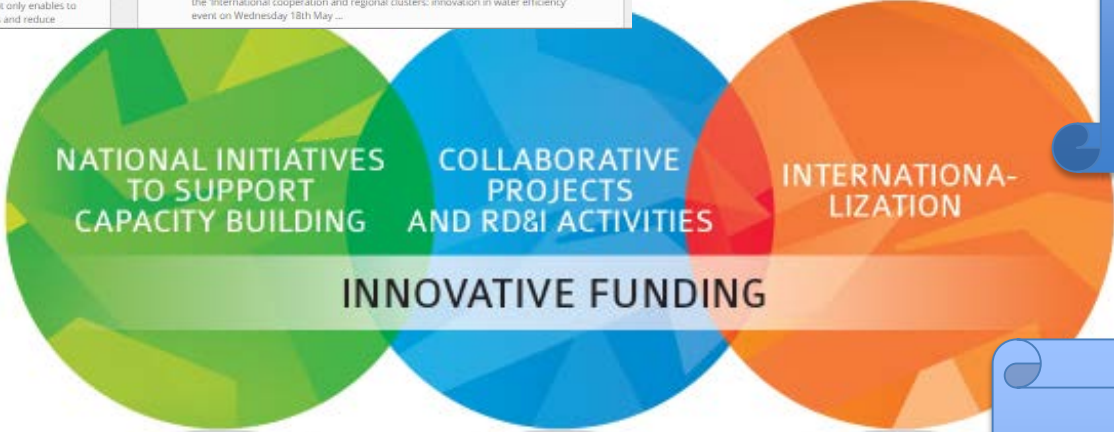 t only enables to
s and reduce
the 'International cooperation and regional clusters: innovation in water efficiency'
event on Wednesday 18th May ...
NATIONAL INITIATIVES
TO SUPPORT
CAPACITY BUILDING
COLLABORATIVE
PROJECTS
AND RD&I ACTIVITIES
INTERNATIONA-
LIZATION
INNOVATIVE FUNDING